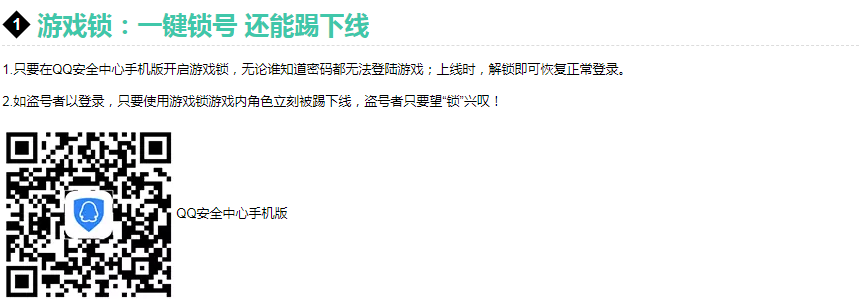 1 游戏锁：一键锁号 还能踢下线
1.只要在QQ安全中心手机版开启游戏锁，无论谁知道密码都无法登陆游戏；上线时，解锁即可恢复正常登录。
2.如盗号者以登录，只要使用游戏锁游戏内角色立刻被踢下线，盗号者只要望“锁”兴叹！
QQ安全中心手机版